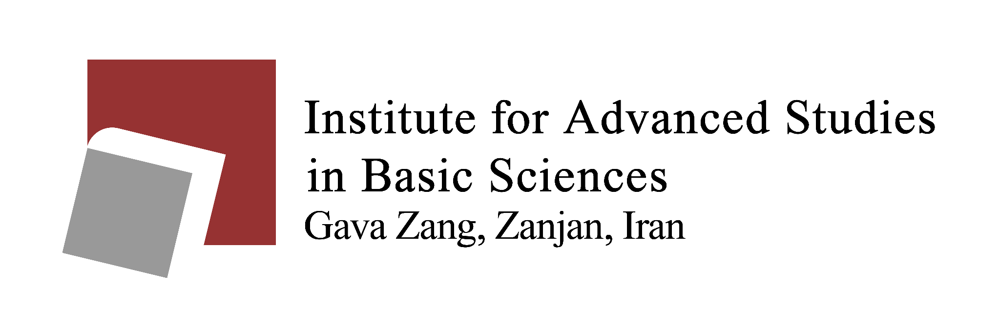 Institute for Advanced Studies
in Basic Sciences
Gava Zang, Zanjan, Iran